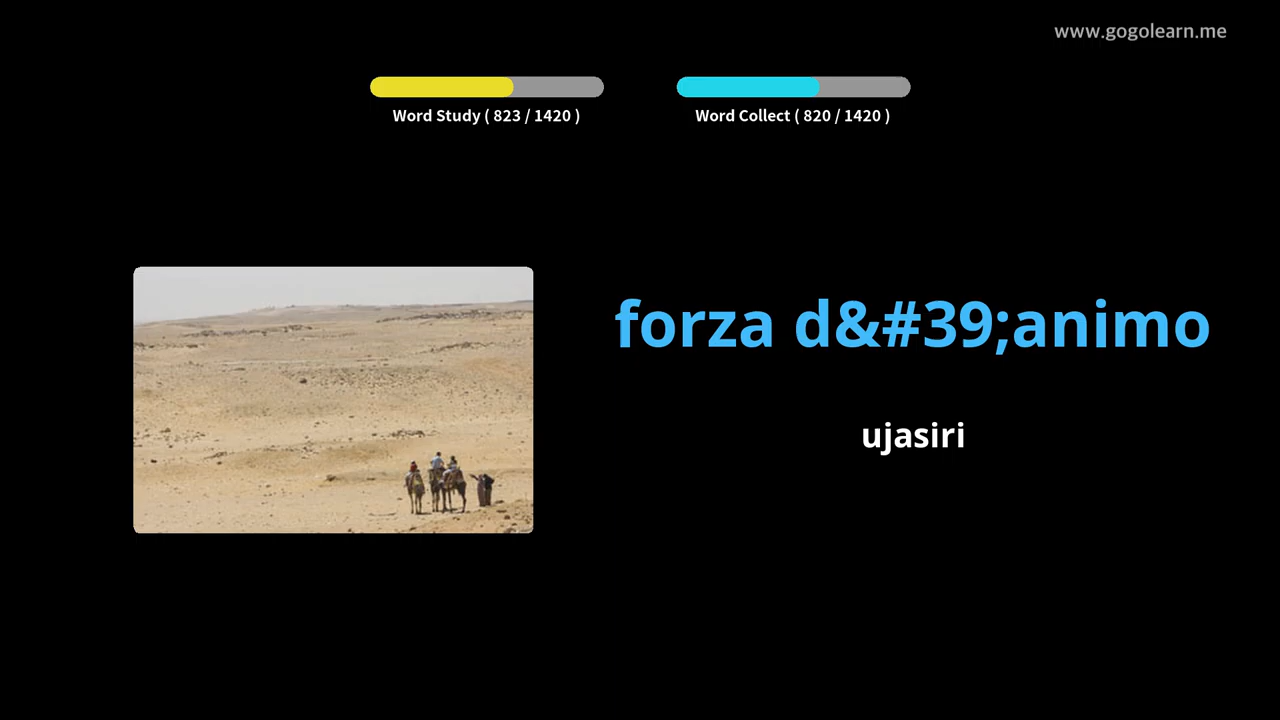 www.gogolearn.me
Word Study ( 823 / 1420 )
Word Collect ( 820 / 1420 )
forza d&#39;animo
ujasiri